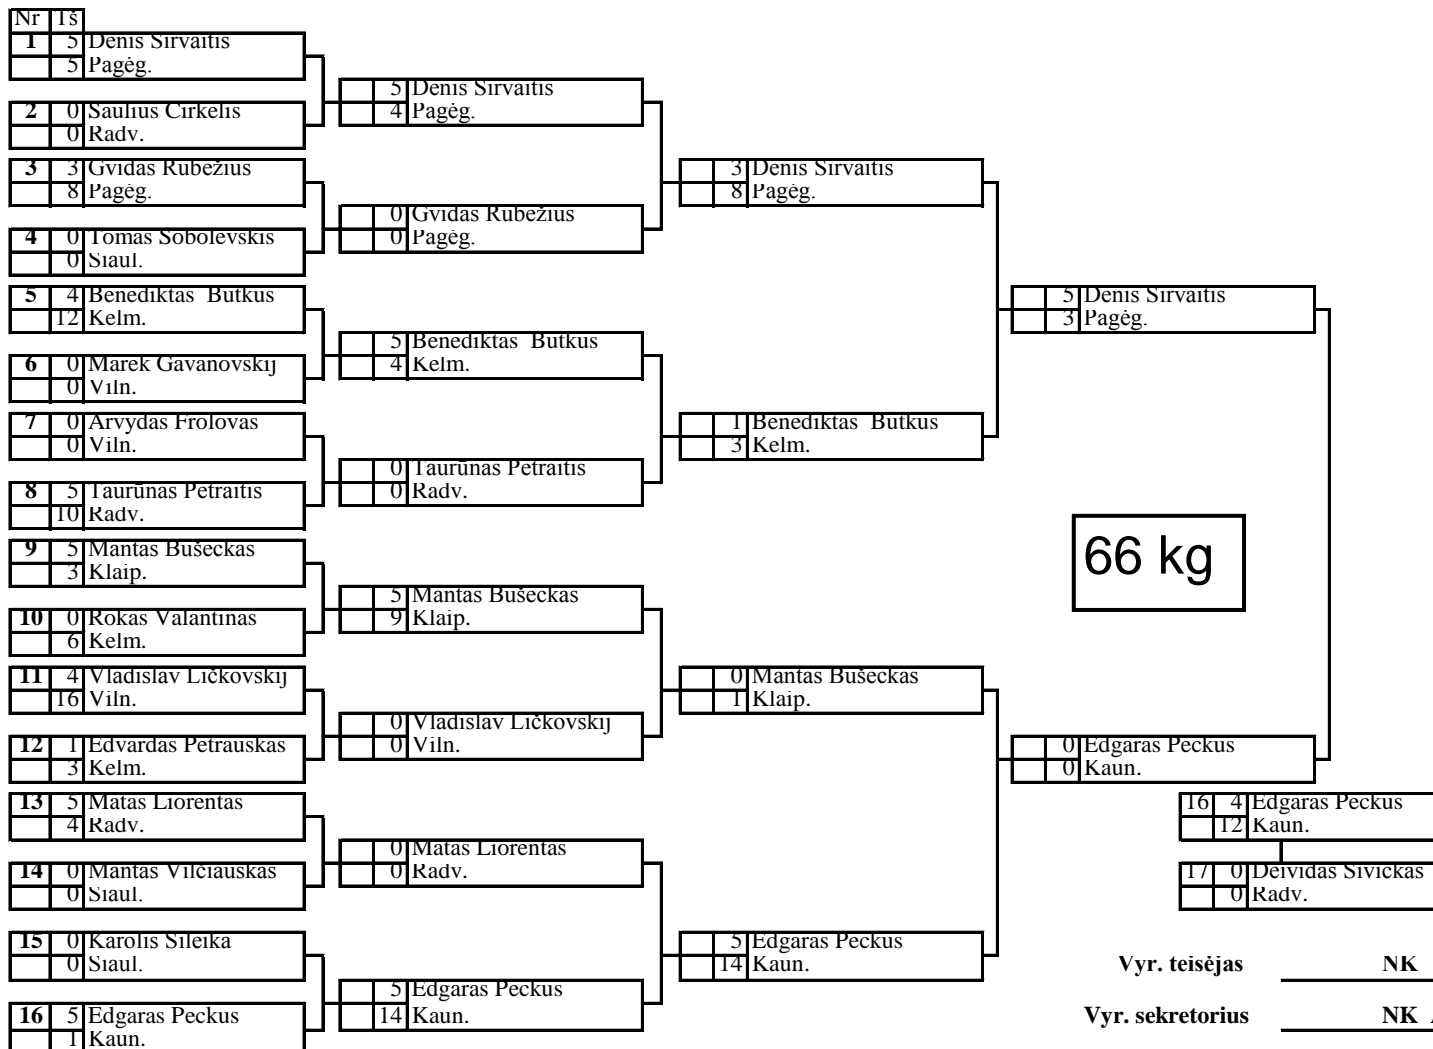 Nr Tš
1 5 Denis Širvaitis
5 Pagėg.
2 0 Saulius Cirkelis
0 Radv.
3 3 Gvidas Rubežius
8 Pagėg.
4 0 Tomas Sobolevskis
0 Šiaul.
5 4 Benediktas Butkus
12 Kelm.
6 0 Marek Gavanovskij
0 Viln.
7 0 Arvydas Frolovas
0 Viln.
8 5 Taurūnas Petraitis
10 Radv.
9 5 Mantas Bušeckas
3 Klaip.
10 0 Rokas Valantinas
6 Kelm.
11 4 Vladislav Ličkovskij
16 Viln.
12 1 Edvardas Petrauskas
3 Kelm.
13 5 Matas Liorentas
4 Radv.
14 0 Mantas Vilčiauskas
0 Šiaul.
15 0 Karolis Šileika
0 Šiaul.
16 5 Edgaras Peckus
1 Kaun.
5 Denis Širvaitis
4 Pagėg.
0 Gvidas Rubežius
0 Pagėg.
5 Benediktas Butkus
4 Kelm.
0 Taurūnas Petraitis
0 Radv.
5 Mantas Bušeckas
9 Klaip.
0 Vladislav Ličkovskij
0 Viln.
0 Matas Liorentas
0 Radv.
5 Edgaras Peckus
14 Kaun.
3 Denis Širvaitis
8 Pagėg.
1 Benediktas Butkus
3 Kelm.
0 Mantas Bušeckas
1 Klaip.
5 Edgaras Peckus
14 Kaun.
5 Denis Širvaitis
3 Pagėg.
66 kg
0 Edgaras Peckus
0 Kaun.
16 4 Edgaras Peckus
12 Kaun.
17 0 Deividas Sivickas
0 Radv.
Vyr. teisėjas NK
Vyr. sekretorius NK